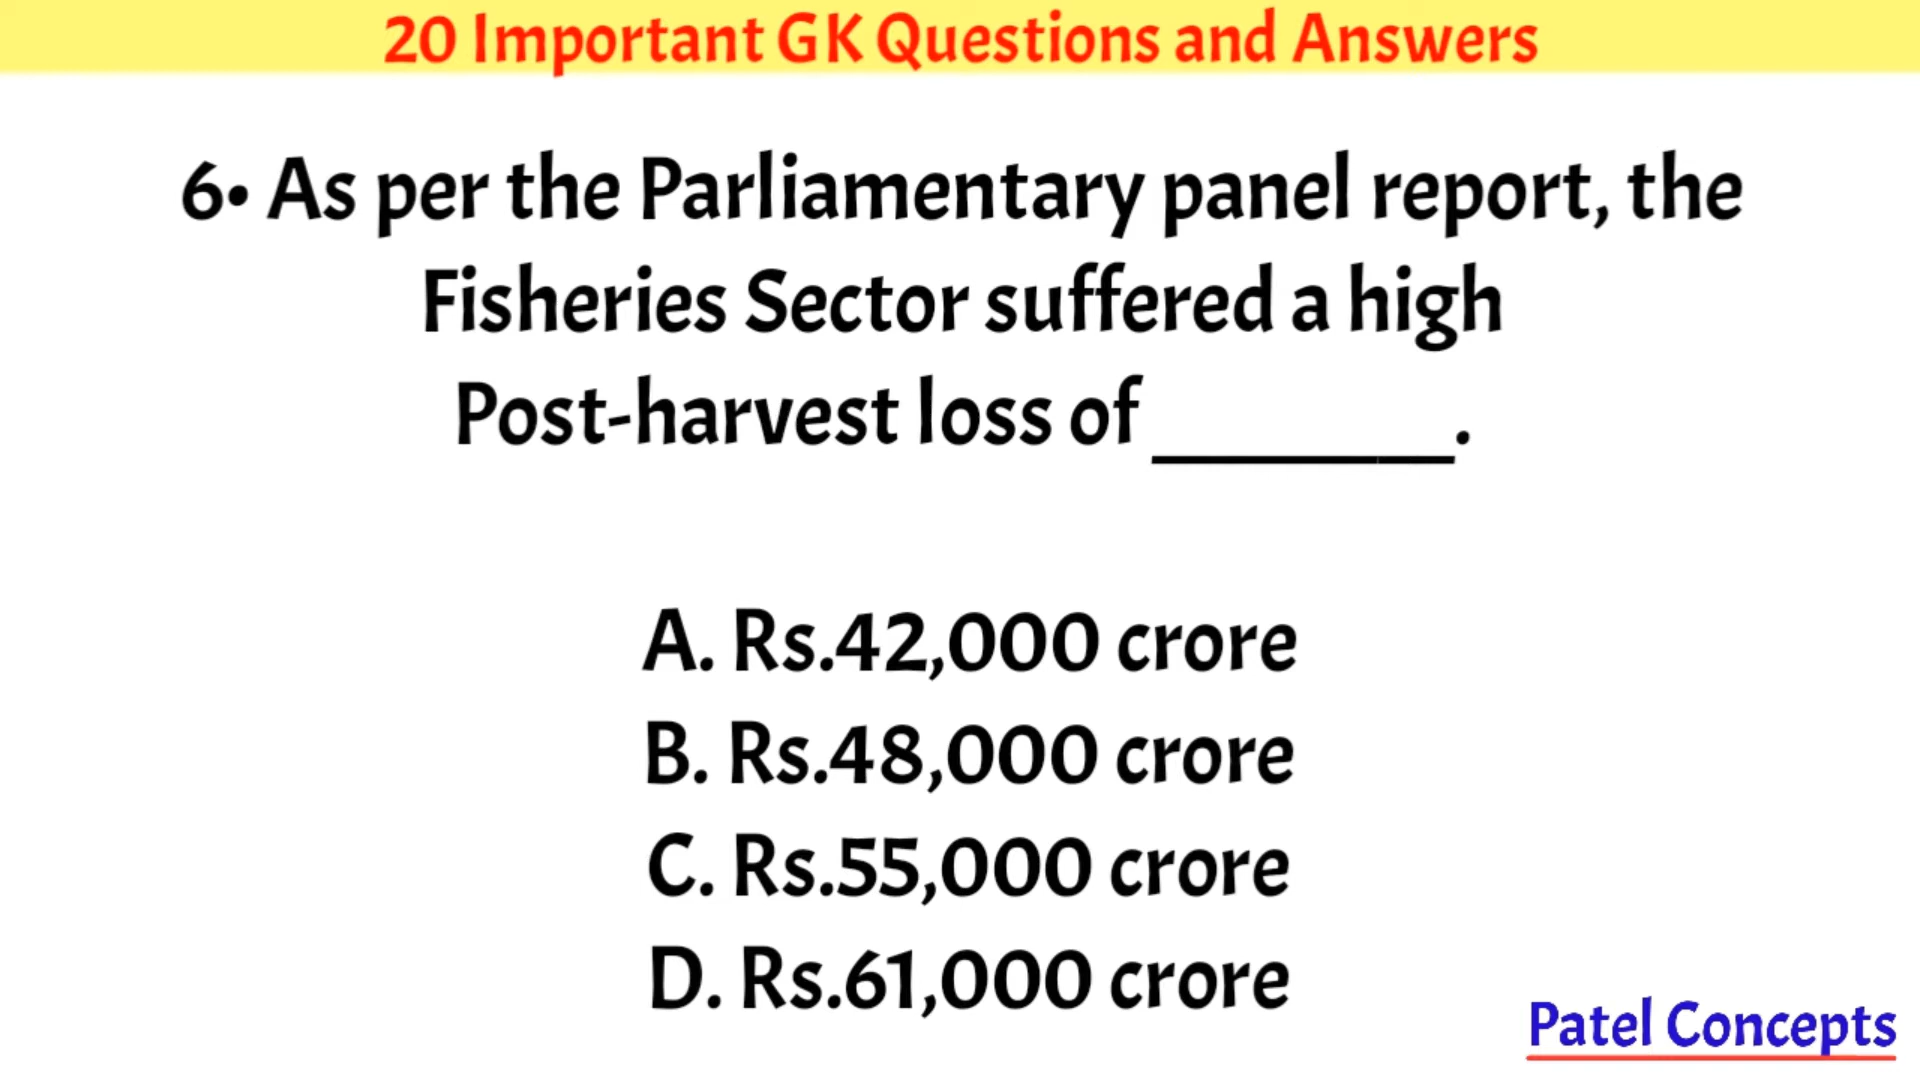 20 Important GK Questions and Answers
6• As per the Parliamentary panel report, the
Fisheries Sector suffered a high
Post-harvest loss of ________.
A. Rs.42,000 crore
B. Rs.48,000 crore
C. Rs.55,000 crore
D. Rs.61,000 crore
Patel Concepts